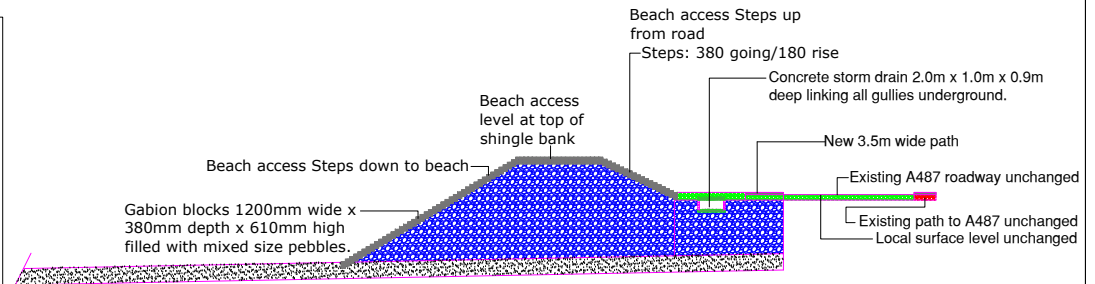 Beach access Steps up
from road
Steps: 380 going/180 rise
Concrete storm drain 2.0m x 1.0m x 0.9m
deep linking all gullies underground.
Beach access
level at top of
shingle bank
New 3.5m wide path
Beach access Steps down to beach
Existing A487 roadway unchanged
Gabion blocks 1200mm wide x
380mm depth x 610mm high
filled with mixed size pebbles.
Existing path to A487 unchanged
Local surface level unchanged